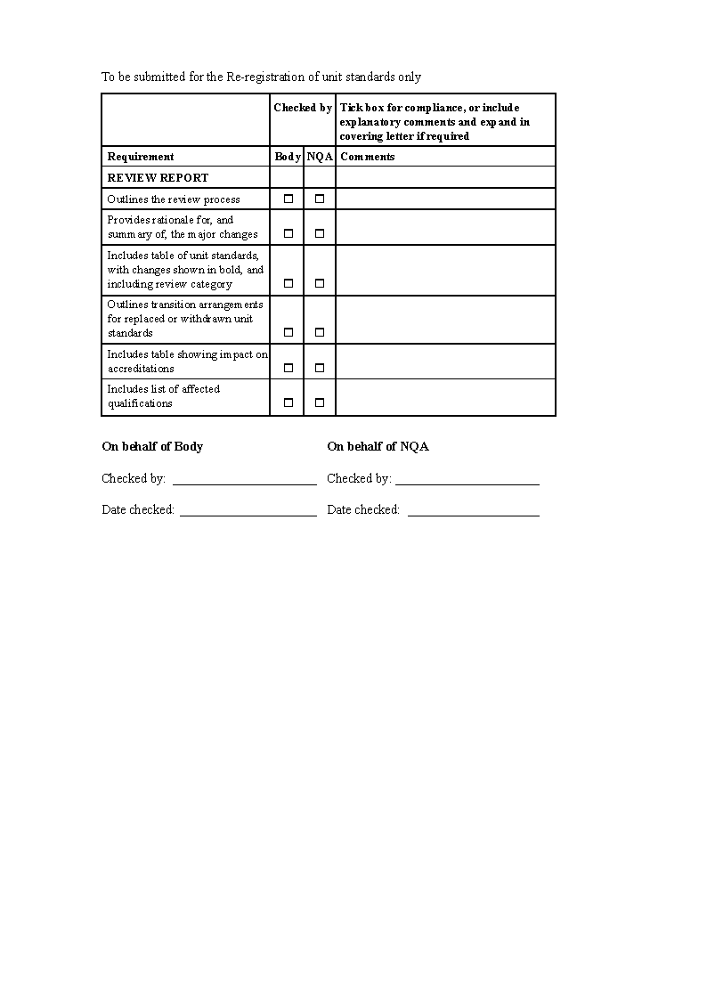 To be submitted for the Re-registration of unit standards only
Checked by
Tick box for compliance, or include
explanatory comments and expand in
covering letter if required
Requirement Body NQA Comments
REVIEW REPORT
Outlines the review process ☐ ☐
Provides rationale for, and
summary of, the major changes ☐ ☐
Includes table of unit standards,
with changes shown in bold, and
including review category ☐ ☐
Outlines transition arrangements
for replaced or withdrawn unit
standards ☐ ☐
Includes table showing impact on
accreditations ☐ ☐
Includes list of affected
qualifications ☐ ☐
On behalf of Body On behalf of NQA
Checked by: ______________________ Checked by: ______________________
Date checked: _____________________ Date checked: ____________________